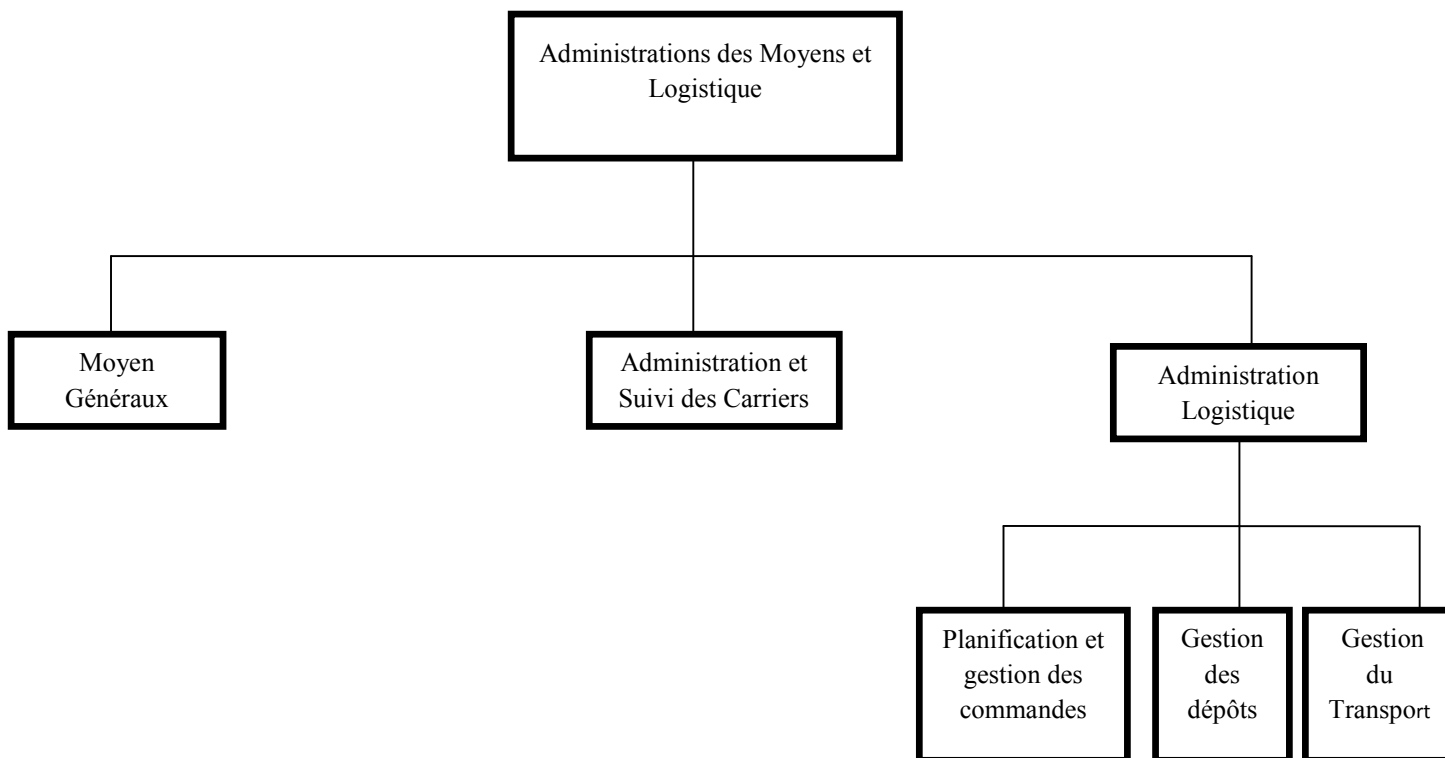 Administrations des Moyens et
Logistique
Moyen
Généraux
Administration et
Suivi des Carriers
Administration
Logistique
Planification et
gestion des
commandes
Gestion
des
dépôts
Gestion
du
Transport